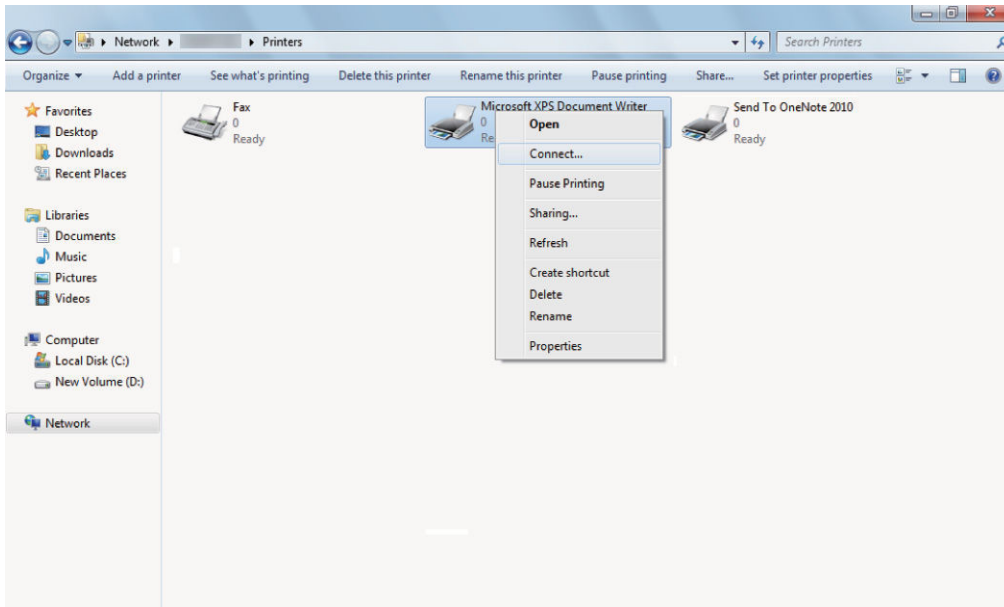 Network Printers Search Printers
Organize Add a printer See what's printing Delete this printer Rename this printer Pause printing Share... Set printer properties
Favorites
Desktop
Downloads
Recent Places
Libraries
Documents
Music
Pictures
Videos
Computer
Local Disk (C:)
New Volume (D:)
Network
Fax
0
Ready
Microsoft XPS Document Writer
0
Re
Send To OneNote 2010
0
Ready
Open
Connect...
Pause Printing
Sharing...
Refresh
Create shortcut
Delete
Rename
Properties